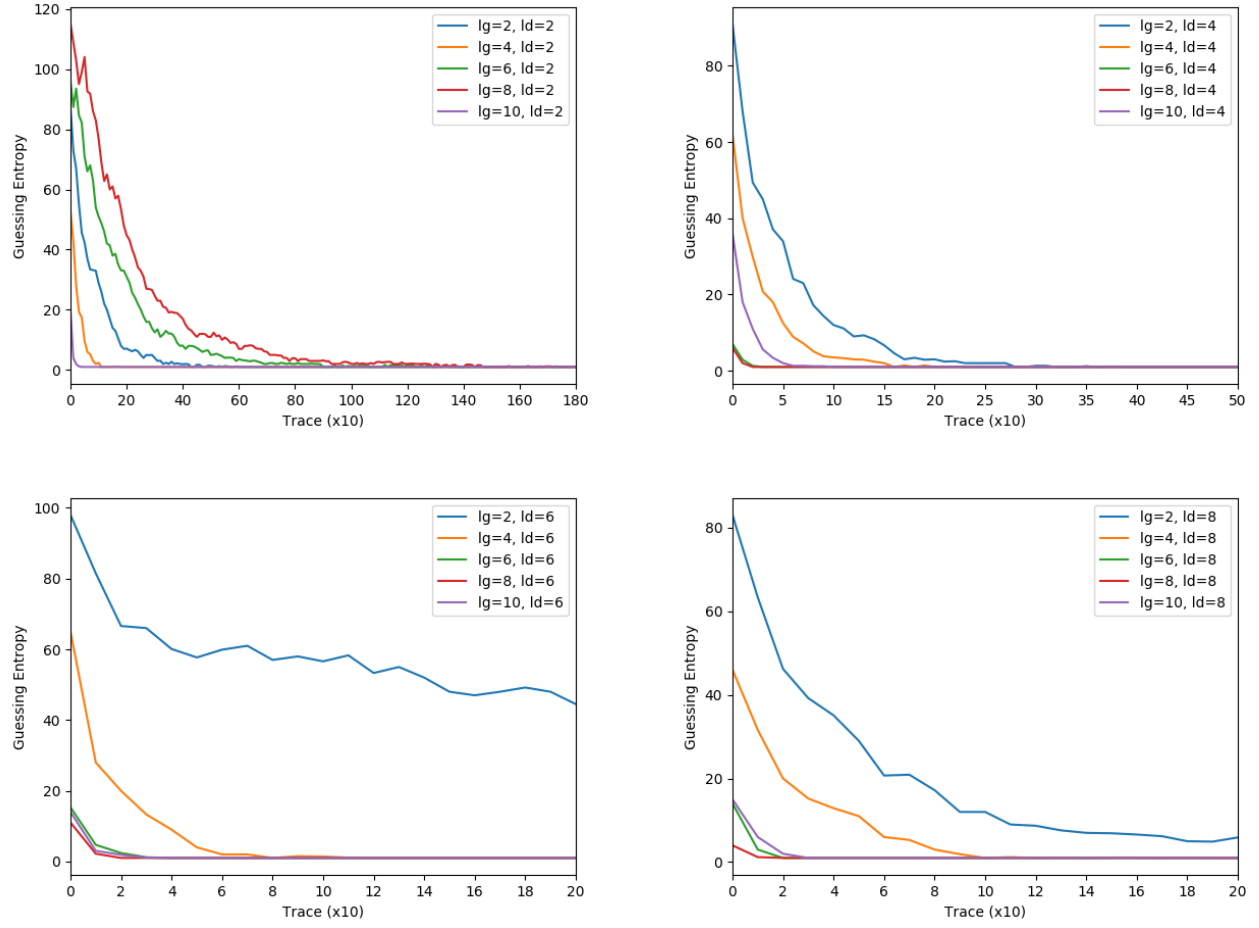 120
100
80
60
40
20
0
Guessing Entropy
lg=2, ld=2
lg=4, ld=2
lg=6, ld=2
lg=8, ld=2
lg=10, ld=2
0 20 40 60 80 100 120 140 160 180
Trace (x10)
80
60
40
20
0
Guessing Entropy
lg=2, ld=4
lg=4, ld=4
lg=6, ld=4
lg=8, ld=4
lg=10, ld=4
0 5 10 15 20 25 30 35 40 45 50
Trace (x10)
100
80
60
40
20
0
Guessing Entropy
lg=2, ld=6
lg=4, ld=6
lg=6, ld=6
lg=8, ld=6
lg=10, ld=6
0 2 4 6 8 10 12 14 16 18 20
Trace (x10)
80
60
40
20
0
Guessing Entropy
lg=2, ld=8
lg=4, ld=8
lg=6, ld=8
lg=8, ld=8
lg=10, ld=8
0 2 4 6 8 10 12 14 16 18 20
Trace (x10)